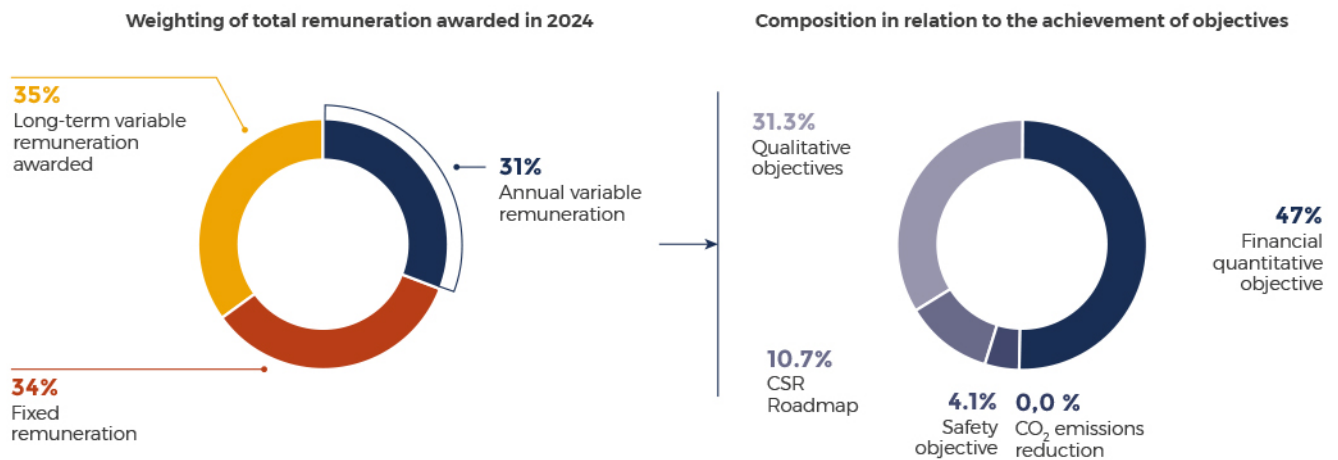 Weighting of total remuneration awarded in 2024
35%
Long-term variable
remuneration
awarded
31%
Annual variable
remuneration
34%
Fixed
remuneration
Composition in relation to the achievement of objectives
31.3%
Qualitative
objectives
47%
Financial
quantitative
objective
10.7%
CSR
Roadmap
4.1%
Safety
objective
0,0 %
CO₂ emissions
reduction